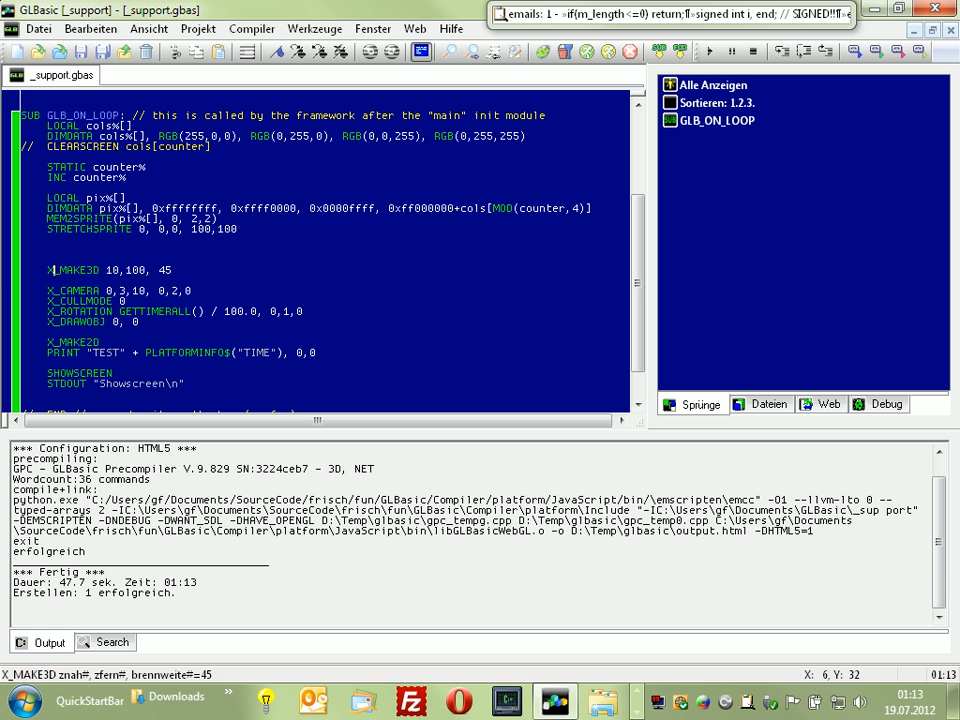 GLBasic [_support] - [_support.gbas]
emails: 1 - »if(m_length<=0) return;¶»signed int i, end; // SIGNED!!¶»e
Datei Bearbeiten Ansicht Projekt Compiler Werkzeuge Fenster Web Hilfe
_support.gbas
SUB GLB_ON_LOOP: // this is called by the framework after the "main" init module
LOCAL cols%[]
DIMDATA cols%[], RGB(255,0,0), RGB(0,255,0), RGB(0,0,255), RGB(0,255,255)
// CLEARSCREEN cols[counter]
STATIC counter%
INC counter%
LOCAL pix%[]
DIMDATA pix%[], 0xffffffff, 0xffff0000, 0x0000ffff, 0xff000000+cols[MOD(counter,4)]
MEM2SPRITE(pix%[], 0, 2,2)
STRETCHSPRITE 0, 0,0, 100,100
X_MAKE3D 10,100, 45
X_CAMERA 0,3,10, 0,2,0
X_CULLMODE 0
X_ROTATION GETTIMERALL() / 100.0, 0,1,0
X_DRAWOBJ 0, 0
X_MAKE2D
PRINT "TEST" + PLATFORMINFO$("TIME"), 0,0
SHOWSCREEN
STDOUT "Showscreen\n"
Alle Anzeigen
Sortieren: 1.2.3.
GLB_ON_LOOP
Sprünge Dateien Web Debug
*** Configuration: HTML5 ***
precompiling:
GPC - GLBasic Precompiler V.9.829 SN:3224ceb7 - 3D, NET
Wordcount:36 commands
compile+link:
python.exe "C:/Users/gf/Documents/SourceCode/frisch/fun/GLBasic/Compiler/platform/JavaScript/bin/\emscripten\emcc" -O1 --llvm-lto 0 --
typed-arrays 2 -IC:\Users\gf\Documents\SourceCode\frisch\fun\GLBasic\Compiler\platform\Include "-IC:\Users\gf\Documents\GLBasic\_sup port"
-DEMSCRIPTEN -DNDEBUG -DWANT_SDL -DHAVE_OPENGL D:\Temp\glbasic\gpc_tempg.cpp D:\Temp\glbasic\gpc_temp0.cpp C:\Users\gf\Documents
\SourceCode\frisch\fun\GLBasic\Compiler\platform\JavaScript\bin\libGLBasicWebGL.o -o D:\Temp\glbasic\output.html -DHTML5=1
exit
erfolgreich
*** Fertig ***
Dauer: 47.7 sek. Zeit: 01:13
Erstellen: 1 erfolgreich.
Output Search
X_MAKE3D znah#, zfern#, brennweite#=45
X: 6, Y: 32
01:13
QuickStartBar Downloads »
01:13
19.07.2012